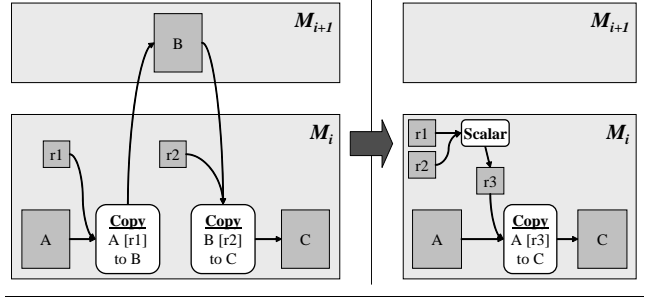 M_{i+1}
B
M_i
r1
r2
A
Copy
A [r1]
to B
Copy
B [r2]
to C
C
M_{i+1}
M_i
r1
Scalar
r2
r3
A
Copy
A [r3]
to C
C